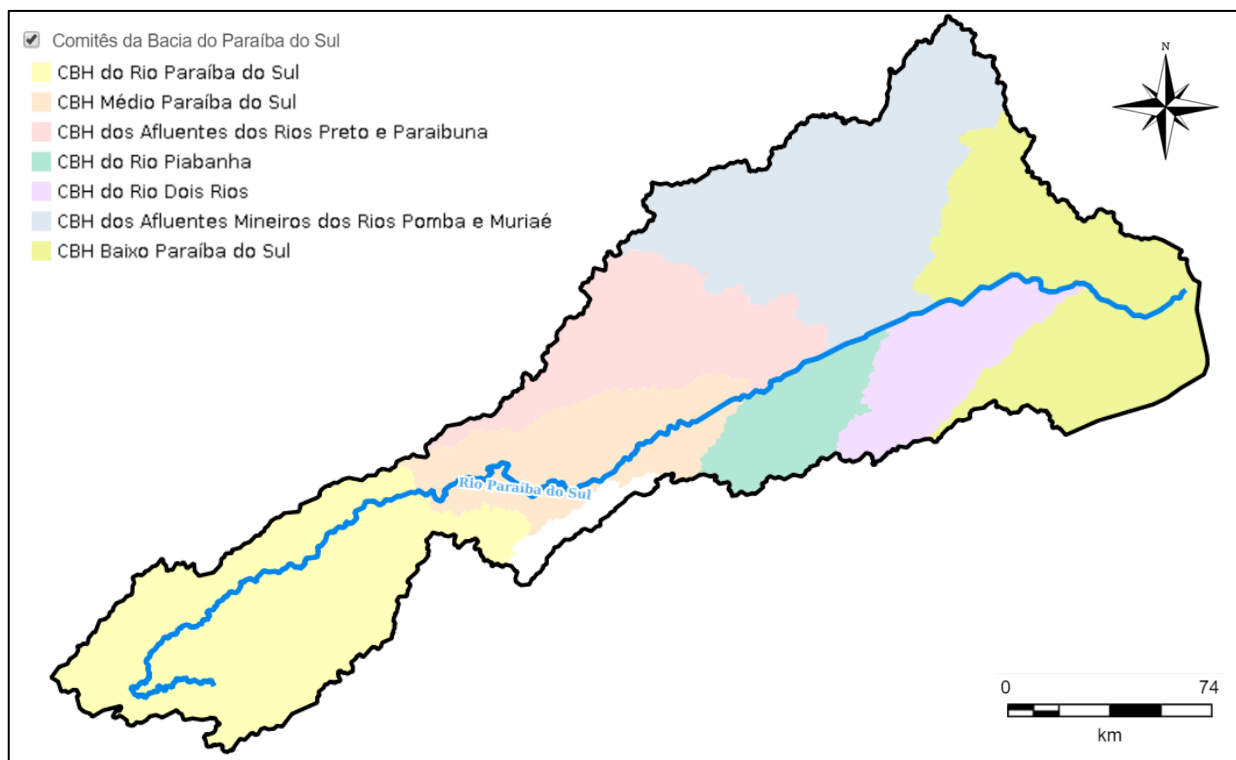 Comitês da Bacia do Paraíba do Sul
CBH do Rio Paraíba do Sul
CBH Médio Paraíba do Sul
CBH dos Afluentes dos Rios Preto e Paraibuna
CBH do Rio Piabanha
CBH do Rio Dois Rios
CBH dos Afluentes Mineiros dos Rios Pomba e Muriaé
CBH Baixo Paraíba do Sul
N
Rio Paraíba do Sul
0 74
km